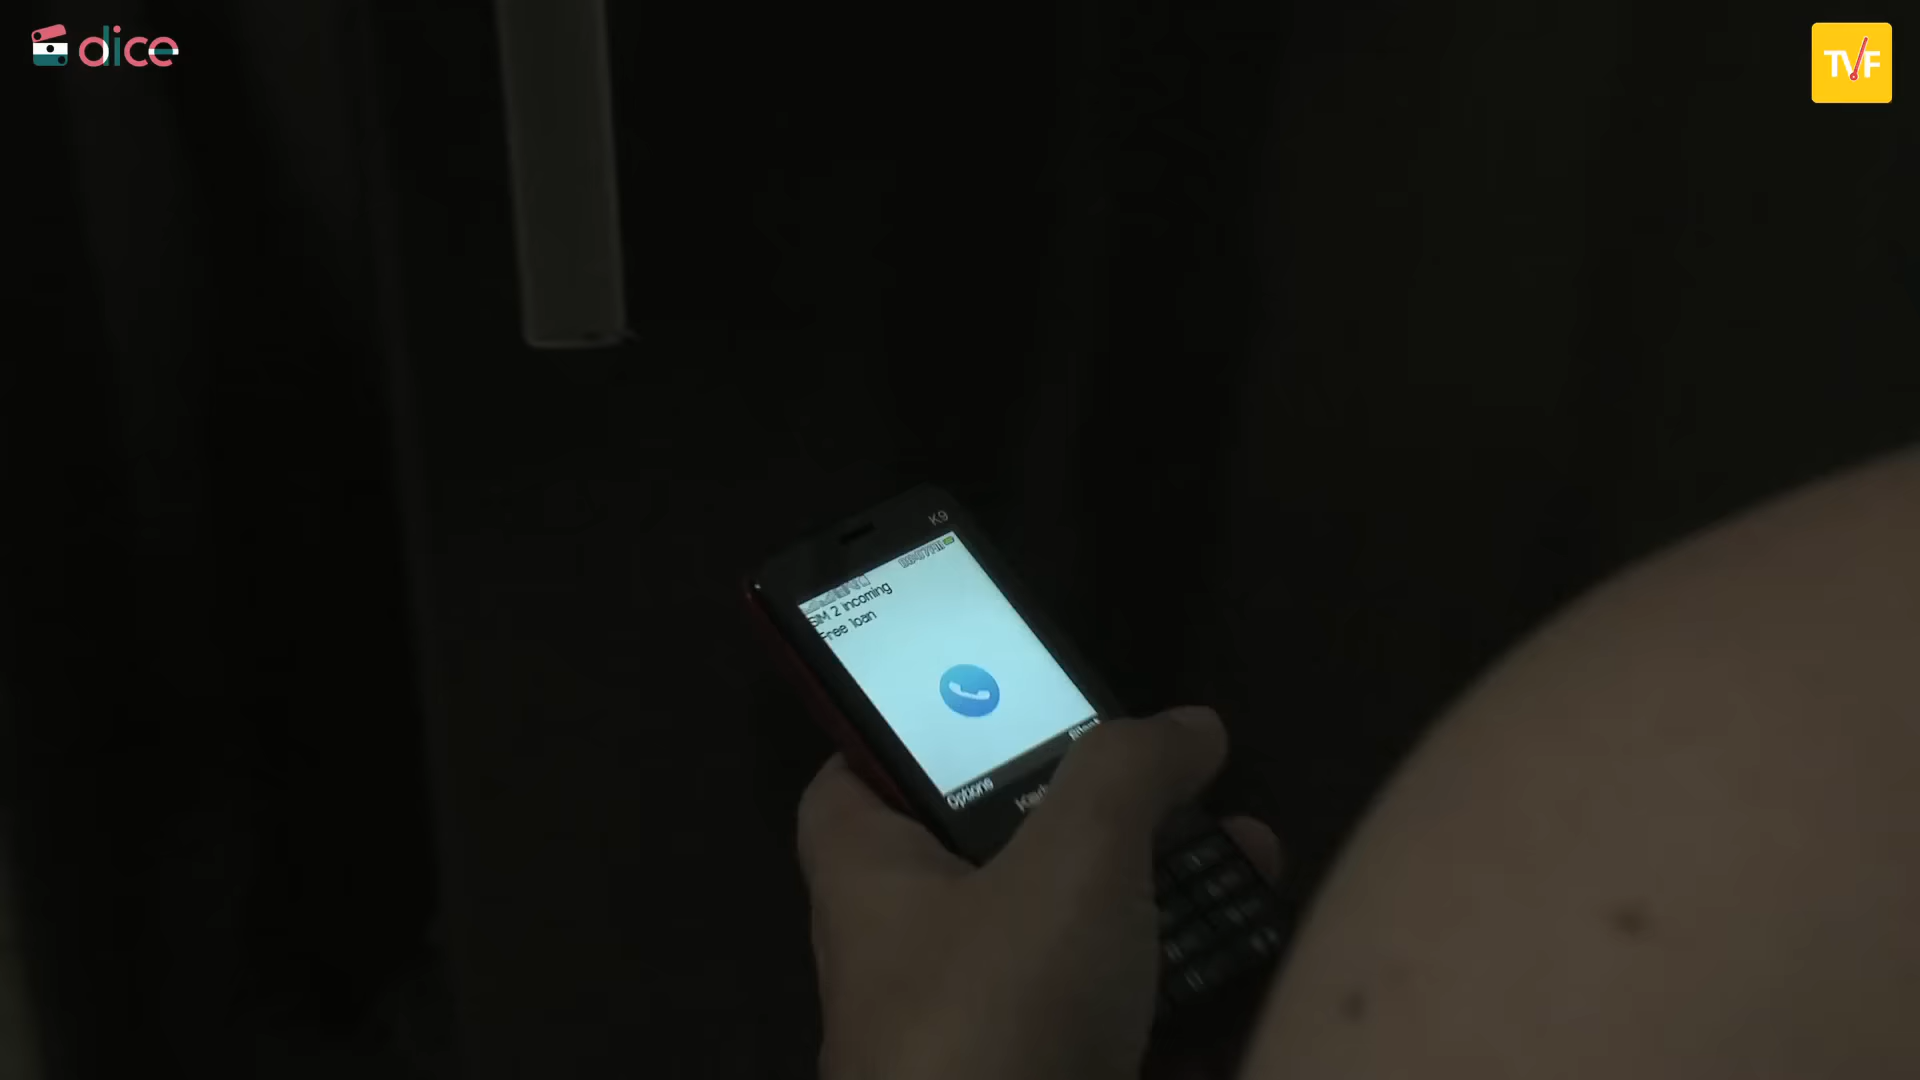 dice
TVF
K9
SIM 2 incoming
Free loan
Options